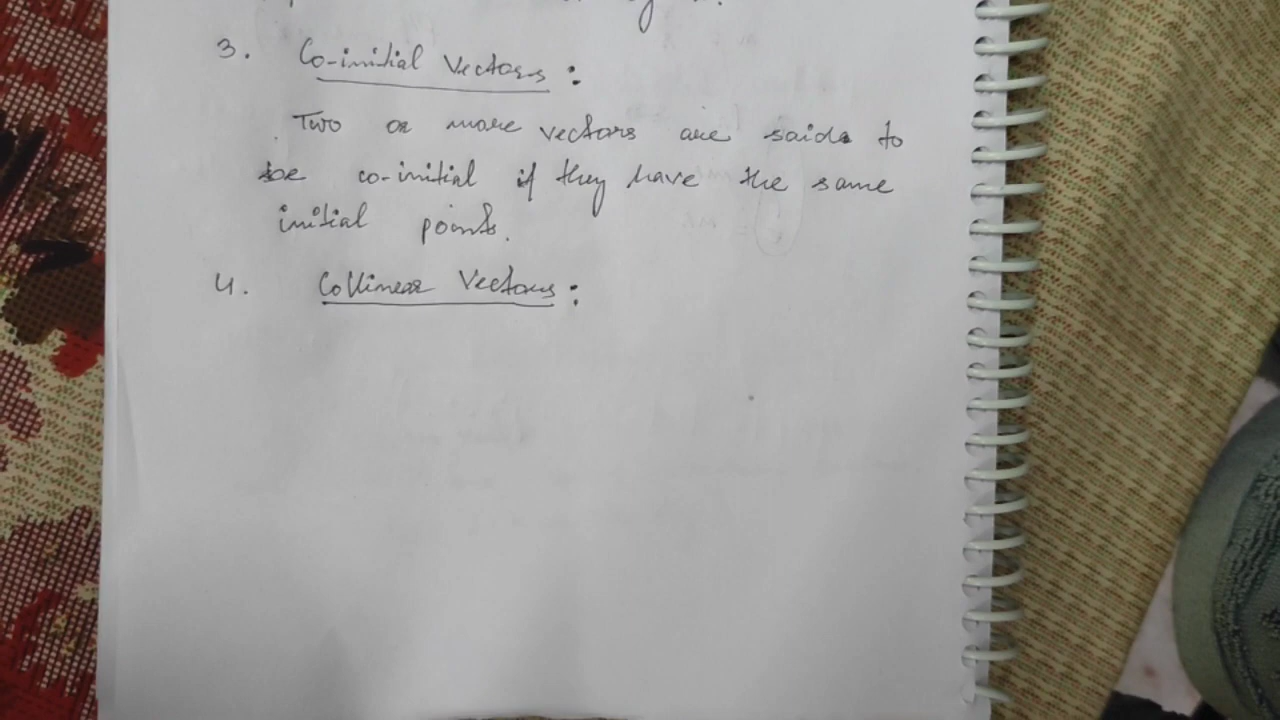 3. Co-initial Vectors :
Two or more vectors are said to
be co-initial if they have the same
initial points.
4. Collinear Vectors :